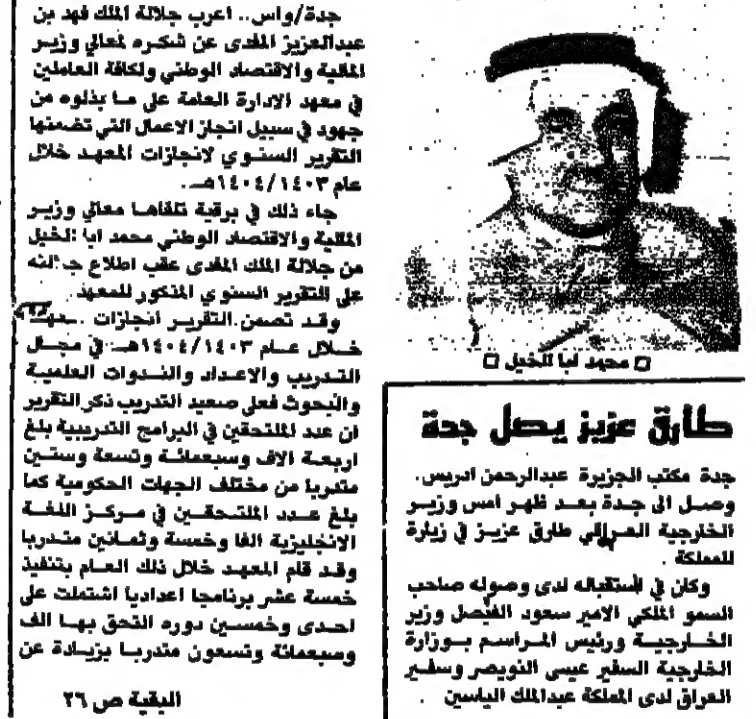 □ محمد ابا الخيل □
جدة/واس.. اعرب جلالة الملك فهد بن
عبدالعزيز المفدى عن شكره لمعالي وزير
المالية والاقتصاد الوطني ولكافة العاملين
في معهد الادارة العامة على ما بذلوه من
جهود في سبيل انجاز الاعمال التي تضمنها
التقرير السنوي لانجازات المعهد خلال
عام ١٤٠٤/١٤٠٣هـ.
جاء ذلك في برقية تلقاها معالي وزير
المالية والاقتصاد الوطني محمد ابا الخيل
من جلالة الملك المفدى عقب اطلاع جلالته
على التقرير السنوي المذكور للمعهد
وقد تضمن التقرير انجازات
خلال عام ١٤٠٤/١٤٠٣هـ في مجال
التدريب والاعداد والندوات العلمية
والبحوث فعلى صعيد التدريب ذكر التقرير
ان عدد الملتحقين في البرامج التدريبية بلغ
اربعة الاف وسبعمائة وتسعة وستين
متدربا من مختلف الجهات الحكومية كما
بلغ عدد الملتحقين في مركز اللغة
الانجليزية الفا وخمسة وثمانين متدربا
وقد قام المعهد خلال ذلك العام بتنفيذ
خمسة عشر برنامجا اعداديا اشتملت على
احدى وخمسين دوره التحق بها الف
وسبعمائة وتسعون متدربا بزيادة عن
البقية ص ٢٦
طارق عزيز يصل جدة
جدة مكتب الجزيرة عبدالرحمن ادريس.
وصل الى جدة بعد ظهر امس وزير
الخارجية العراقي طارق عزيز في زيارة
للمملكة .
وكان في استقباله لدى وصوله صاحب
السمو الملكي الامير سعود الفيصل وزير
الخارجية ورئيس المراسم بوزارة
الخارجية السفير عيسى النويصر وسفير
العراق لدى المملكة عبدالملك الياسين .